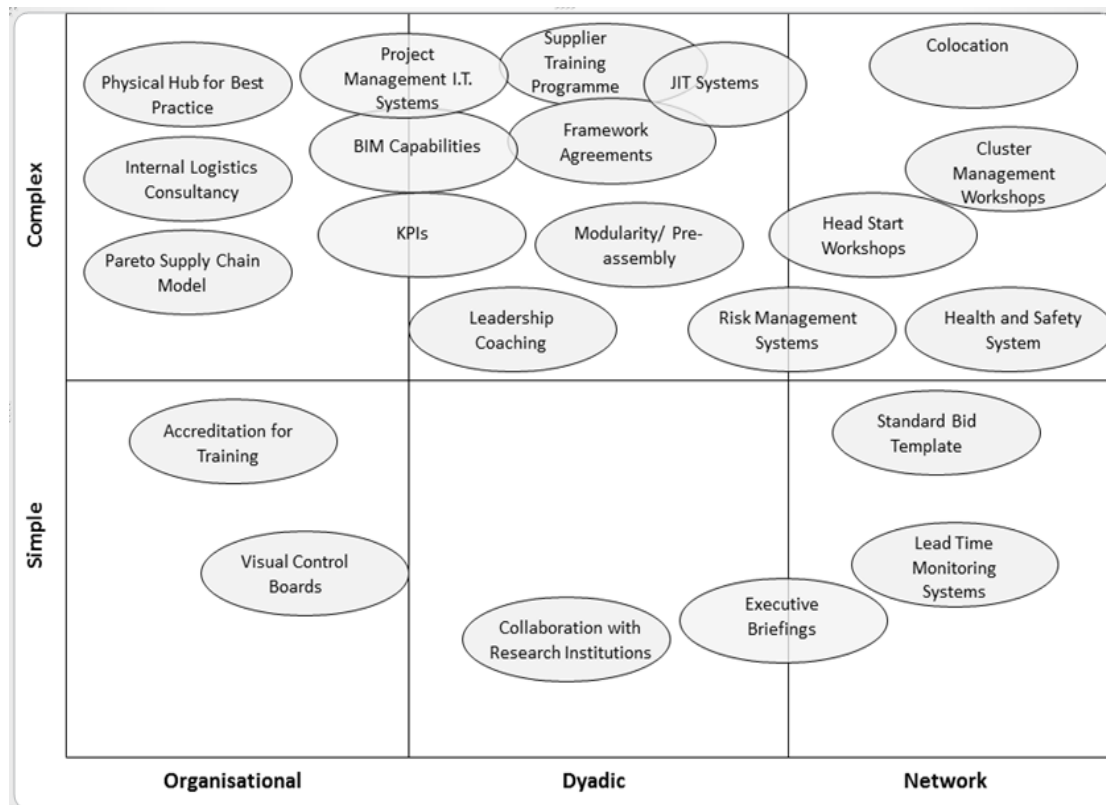 Complex
Simple
Physical Hub for Best
Practice
Project
Management I.T.
Systems
Supplier
Training
Programme
JIT Systems
Colocation
Internal Logistics
Consultancy
BIM Capabilities
Framework
Agreements
Cluster
Management
Workshops
Pareto Supply Chain
Model
KPIs
Modularity/ Pre-
assembly
Head Start
Workshops
Leadership
Coaching
Risk Management
Systems
Health and Safety
System
Accreditation for
Training
Standard Bid
Template
Visual Control
Boards
Lead Time
Monitoring
Systems
Collaboration with
Research Institutions
Executive
Briefings
Organisational
Dyadic
Network